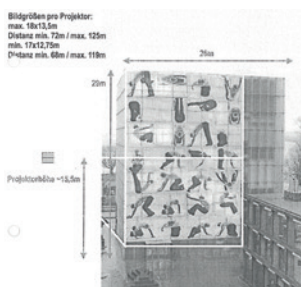 Bildgrößen pro Projektor:
max. 18x13,5m
Distanz min. 72m / max. 125m
min. 17x12,75m
Distanz min. 68m / max. 119m
20m
Projektorhöhe ~15,5m